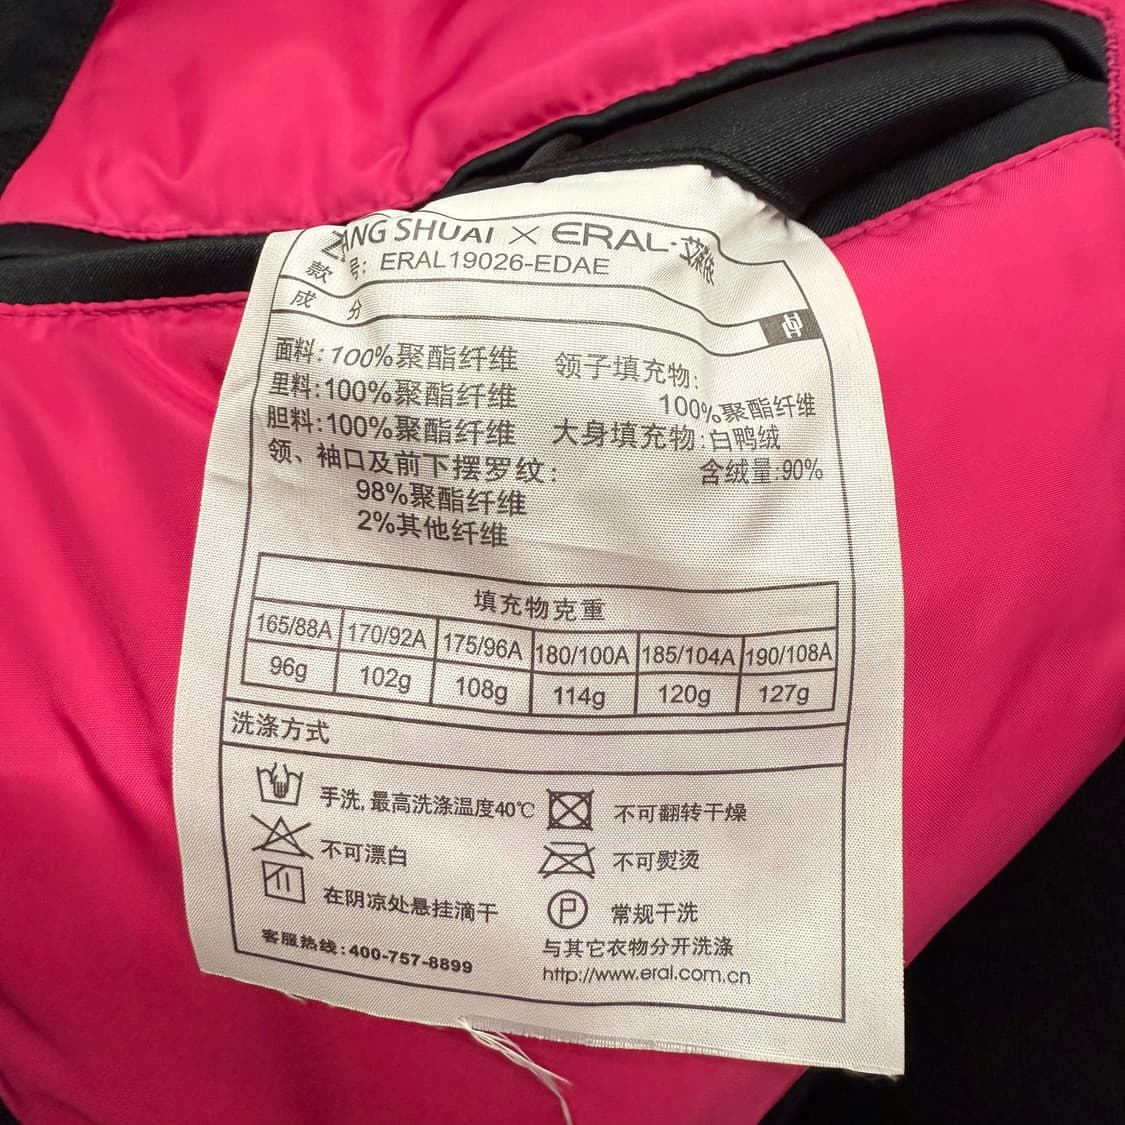 ZHANG SHUAI × ERAL·艾莱依
款 号: ERAL19026-EDAE
成 分
面料:100%聚酯纤维
里料:100%聚酯纤维
胆料:100%聚酯纤维
领、袖口及前下摆罗纹:
98%聚酯纤维
2%其他纤维
领子填充物:
100%聚酯纤维
大身填充物:白鸭绒
含绒量:90%
填充物克重
165/88A 170/92A 175/96A 180/100A 185/104A 190/108A
96g 102g 108g 114g 120g 127g
洗涤方式
手洗,最高洗涤温度40℃
不可漂白
在阴凉处悬挂滴干
客服热线:400-757-8899
不可翻转干燥
不可熨烫
P 常规干洗
与其它衣物分开洗涤
http://www.eral.com.cn